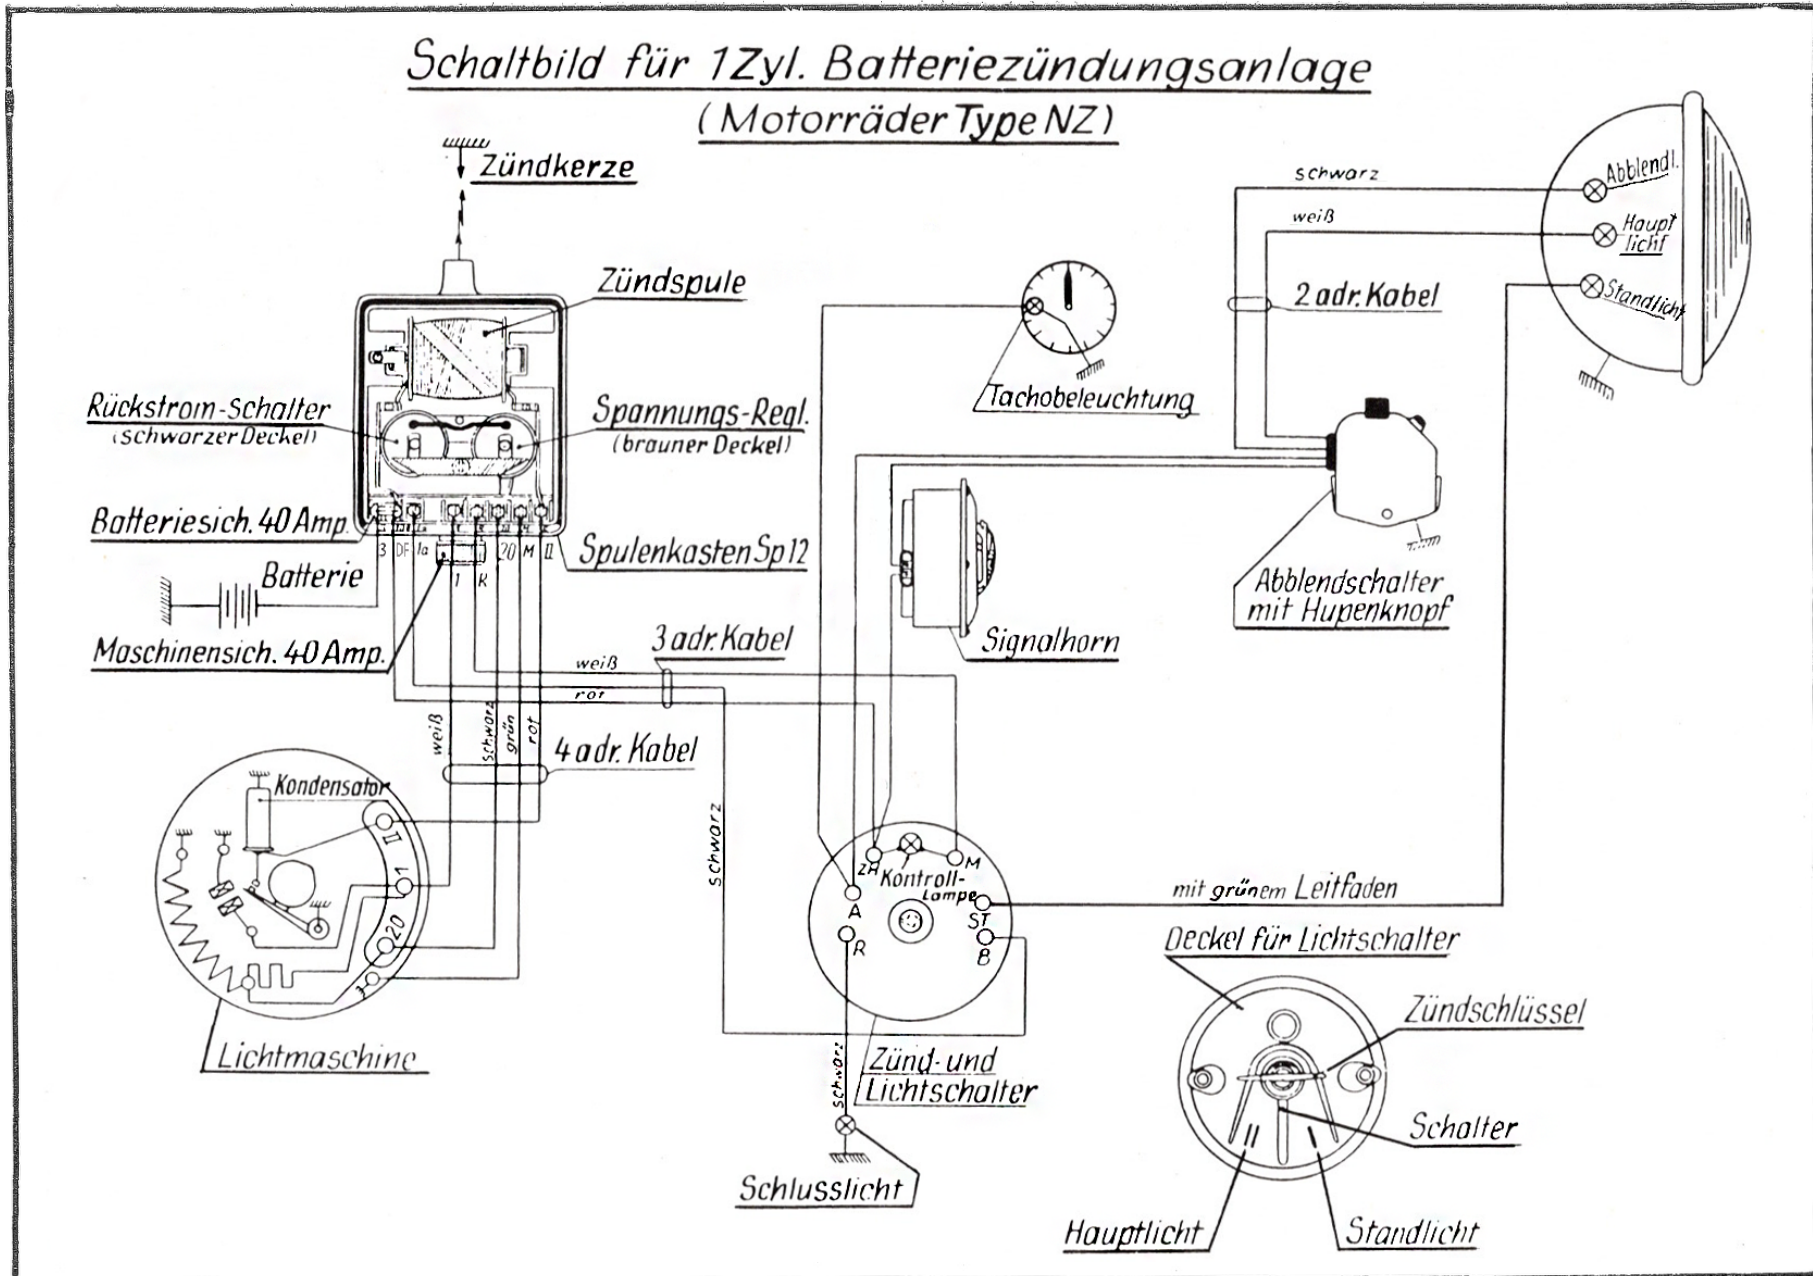 Schaltbild für 1Zyl. Batteriezündungsanlage
(Motorräder Type NZ)
Zündkerze
schwarz
Abblendl.
weiß
Haupt
licht
Zündspule
2 adr. Kabel
Standlicht
Rückstrom-Schalter
(schwarzer Deckel)
Spannungs-Regl.
(brauner Deckel)
Tachobeleuchtung
Batteriesich. 40 Amp.
3 DF 1a 20 M II
1 K
Spulenkasten Sp 12
Batterie
Abblendschalter
mit Hupenknopf
Maschinensich. 40 Amp.
3 adr. Kabel
Signalhorn
weiß
rot
weiß
schwarz
grün
rot
4 adr. Kabel
Kondensator
II
1
20
3
schwarz
ZH
M
Kontroll-
Lampe
A
ST
R
B
mit grünem Leitfaden
Deckel für Lichtschalter
Zündschlüssel
Lichtmaschine
schwarz
Zünd- und
Lichtschalter
Schalter
Schlusslicht
Hauptlicht
Standlicht